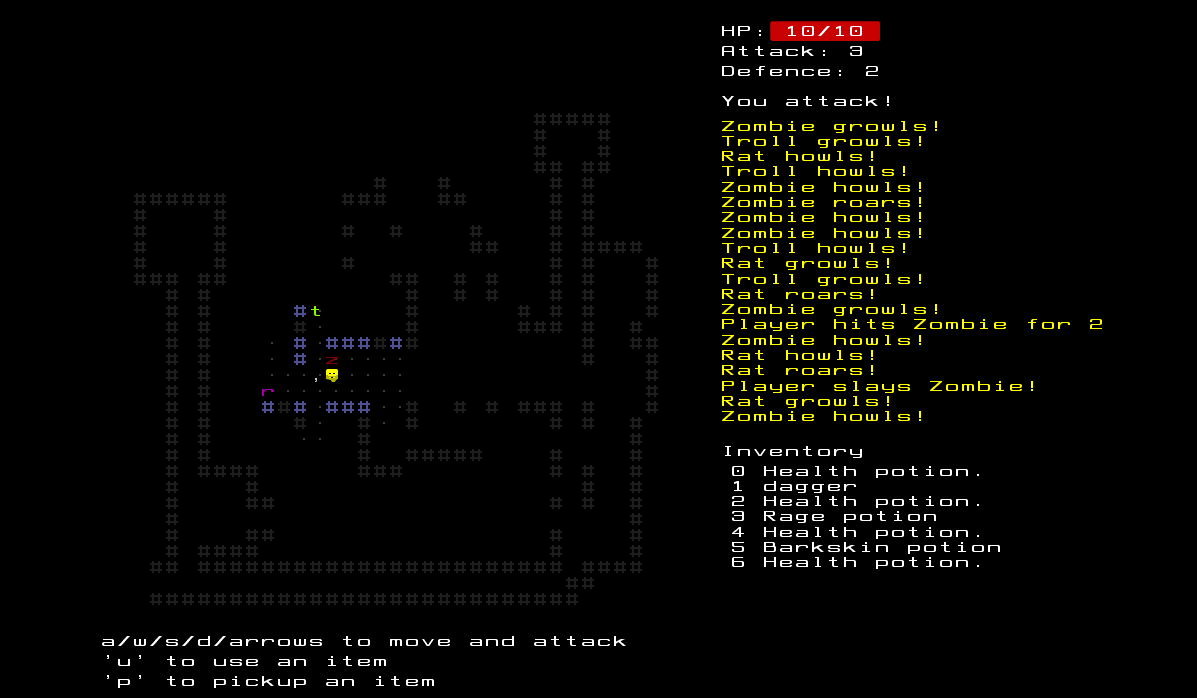 HP: 10/10
Attack: 3
Defence: 2
You attack!
Zombie growls!
Troll growls!
Rat howls!
Troll howls!
Zombie howls!
Zombie roars!
Zombie howls!
Zombie howls!
Troll howls!
Rat growls!
Troll growls!
Rat roars!
Zombie growls!
Player hits Zombie for 2
Zombie howls!
Rat howls!
Rat roars!
Player slays Zombie!
Rat growls!
Zombie howls!
Inventory
0 Health potion.
1 dagger
2 Health potion.
3 Rage potion
4 Health potion.
5 Barkskin potion
6 Health potion.
a/w/s/d/arrows to move and attack
'u' to use an item
'p' to pickup an item